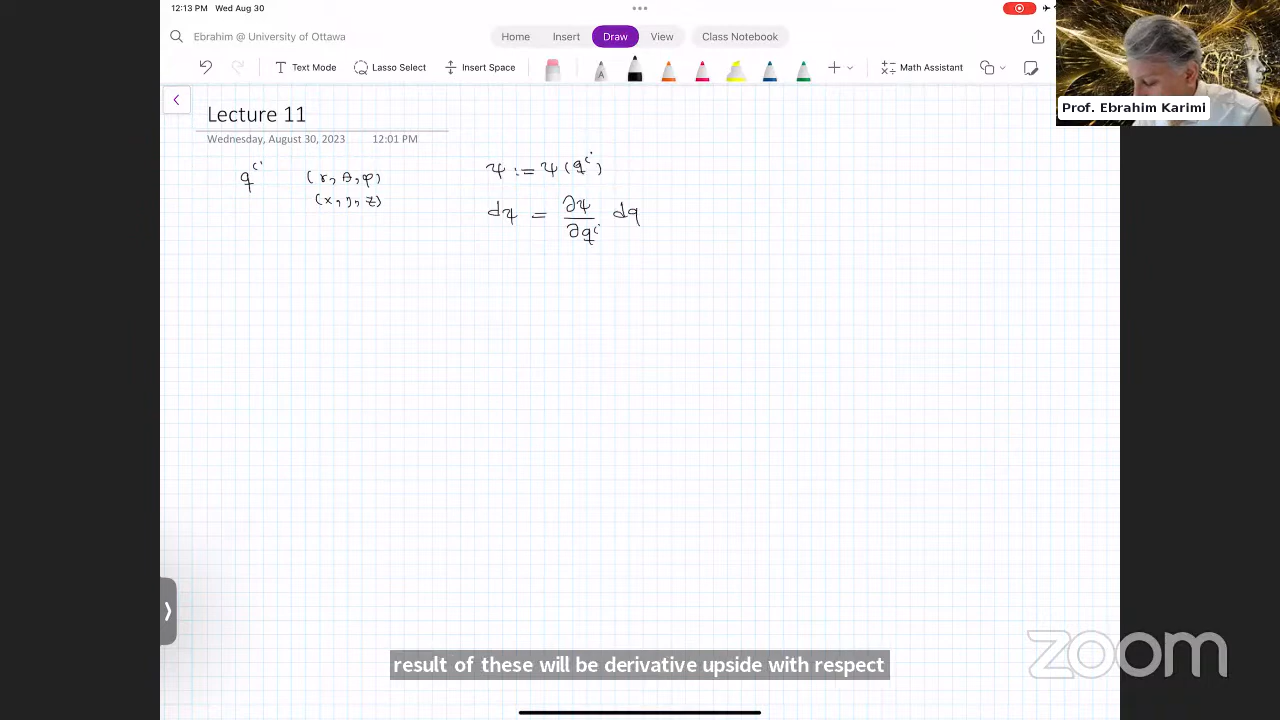 12:13 PM Wed Aug 30
Ebrahim @ University of Ottawa
Home Insert Draw View Class Notebook
Text Mode Lasso Select Insert Space Math Assistant
Prof. Ebrahim Karimi
Lecture 11
Wednesday, August 30, 2023 12:01 PM
qⁱ (r, θ, φ) ψ := ψ(qⁱ)
(x, y, z)
dψ = ∂ψ/∂qⁱ dq
result of these will be derivative upside with respect
zoom